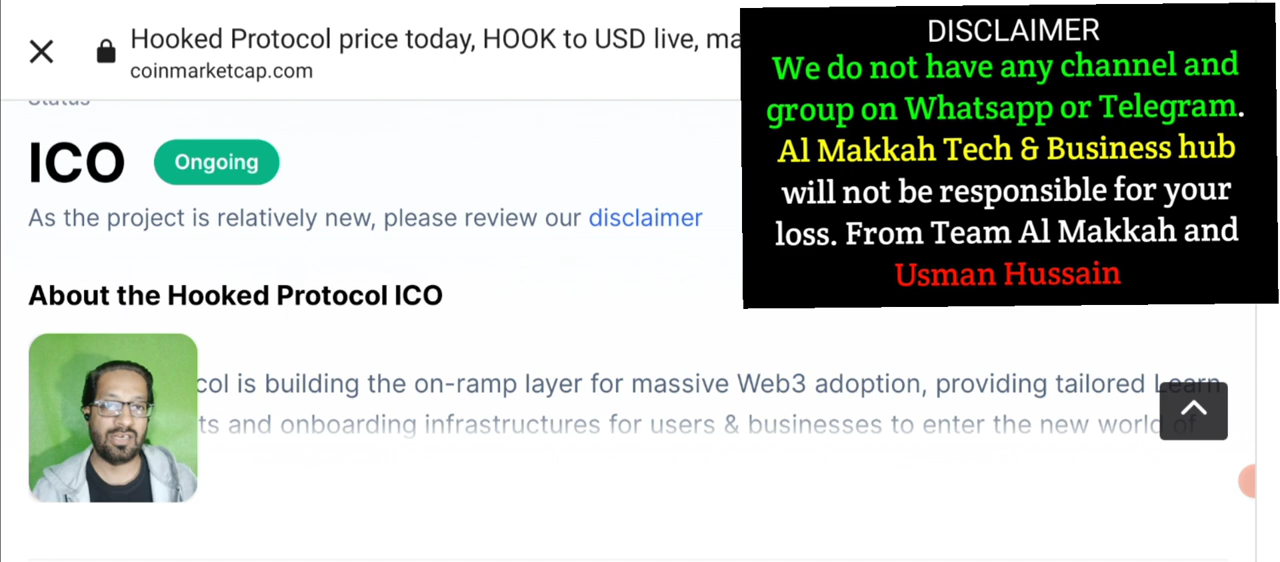 Hooked Protocol price today, HOOK to USD live, ma
coinmarketcap.com
DISCLAIMER
We do not have any channel and
group on Whatsapp or Telegram.
Al Makkah Tech & Business hub
will not be responsible for your
loss. From Team Al Makkah and
Usman Hussain
Status
ICO Ongoing
As the project is relatively new, please review our disclaimer
About the Hooked Protocol ICO
col is building the on-ramp layer for massive Web3 adoption, providing tailored Learn
ts and onboarding infrastructures for users & businesses to enter the new world of